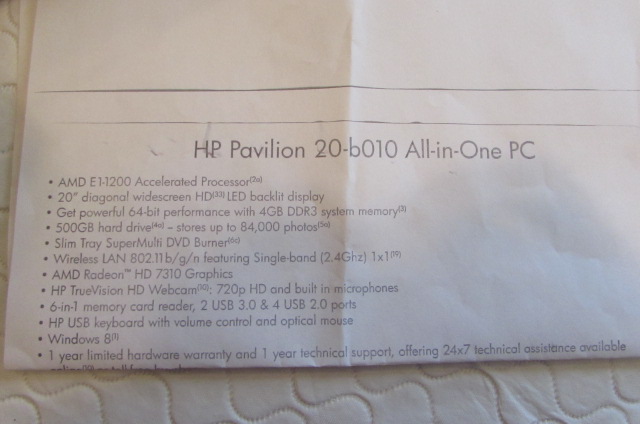 HP Pavilion 20-b010 All-in-One PC
• AMD E1-1200 Accelerated Processor(2a)
• 20" diagonal widescreen HD(33) LED backlit display
• Get powerful 64-bit performance with 4GB DDR3 system memory(3)
• 500GB hard drive(4a) – stores up to 84,000 photos(5a)
• Slim Tray SuperMulti DVD Burner(6c)
• Wireless LAN 802.11 b/g/n featuring Single-band (2.4Ghz) 1x1(19)
• AMD Radeon™ HD 7310 Graphics
• HP TrueVision HD Webcam(30): 720p HD and built in microphones
• 6-in-1 memory card reader, 2 USB 3.0 & 4 USB 2.0 ports
• HP USB keyboard with volume control and optical mouse
• Windows 8(1)
• 1 year limited hardware warranty and 1 year technical support, offering 24x7 technical assistance available